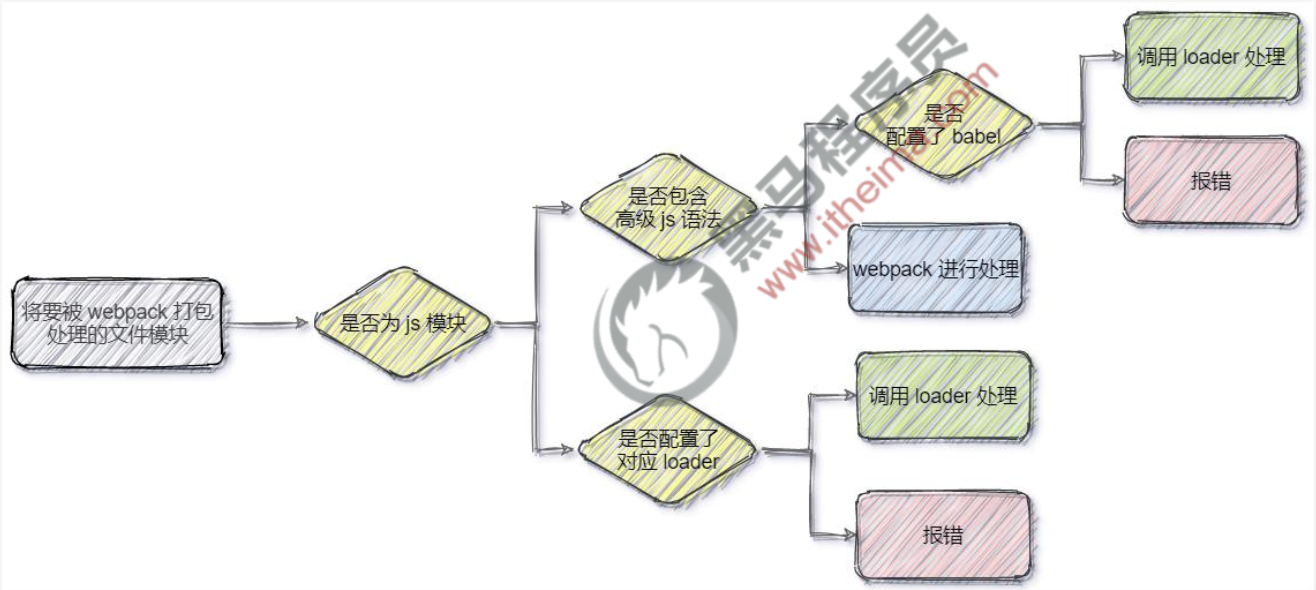 将要被 webpack 打包
处理的文件模块
是否为 js 模块
是否包含
高级 js 语法
是否
配置了 babel
调用 loader 处理
报错
webpack 进行处理
是否配置了
对应 loader
调用 loader 处理
报错
黑马程序员
www.itheima.com